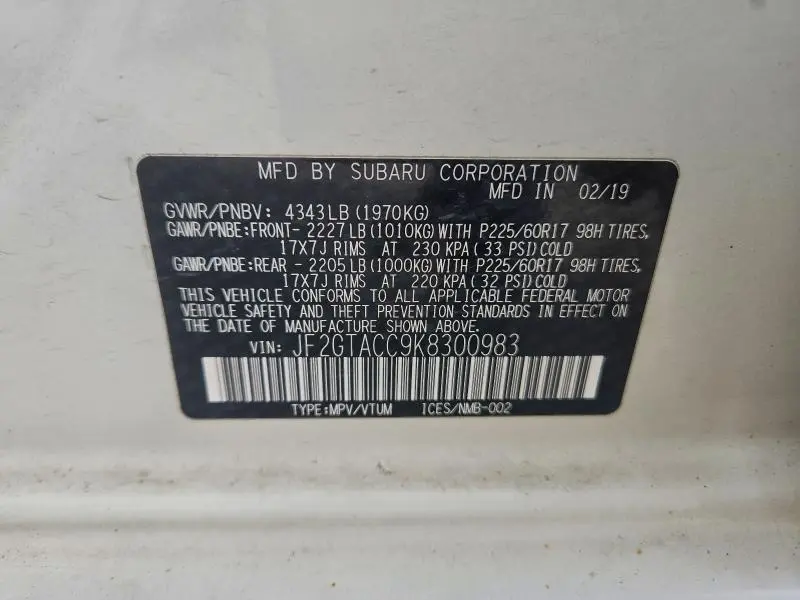 MFD BY SUBARU CORPORATION
MFD IN 02/19
GVWR/PNBV: 4343LB (1970KG)
GAWR/PNBE:FRONT- 2227LB (1010KG) WITH P225/60R17 98H TIRES,
17X7J RIMS AT 230 KPA (33 PSI) COLD
GAWR/PNBE:REAR - 2205LB (1000KG) WITH P225/60R17 98H TIRES,
17X7J RIMS AT 220 KPA (32 PSI) COLD
THIS VEHICLE CONFORMS TO ALL APPLICABLE FEDERAL MOTOR
VEHICLE SAFETY AND THEFT PREVENTION STANDARDS IN EFFECT ON
THE DATE OF MANUFACTURE SHOWN ABOVE.
VIN: JF2GTACC9K8300983
TYPE:MPV/VTUM ICES/NMB-002